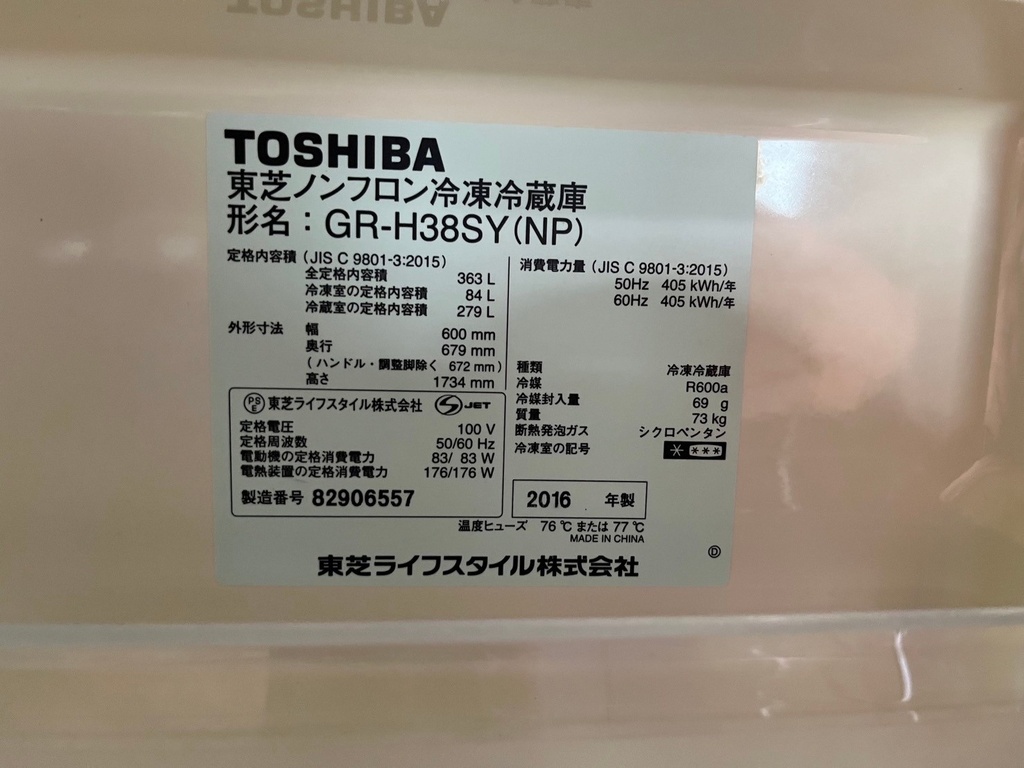 TOSHIBA
TOSHIBA
東芝ノンフロン冷凍冷蔵庫
形名：GR-H38SY(NP)
定格内容積 (JIS C 9801-3:2015)
全定格内容積 363 L
冷凍室の定格内容積 84 L
冷蔵室の定格内容積 279 L
外形寸法 幅 600 mm
奥行 679 mm
(ハンドル・調整脚除く 672 mm)
高さ 1734 mm
PS E 東芝ライフスタイル株式会社 S JET
定格電圧 100 V
定格周波数 50/60 Hz
電動機の定格消費電力 83/ 83 W
電熱装置の定格消費電力 176/176 W
製造番号 82906557
消費電力量 (JIS C 9801-3:2015)
50Hz 405 kWh/年
60Hz 405 kWh/年
種類 冷凍冷蔵庫
冷媒 R600a
冷媒封入量 69 g
質量 73 kg
断熱発泡ガス シクロペンタン
冷凍室の記号 * ***
2016 年製
温度ヒューズ 76 ℃ または 77 ℃
MADE IN CHINA
東芝ライフスタイル株式会社
Ⓓ